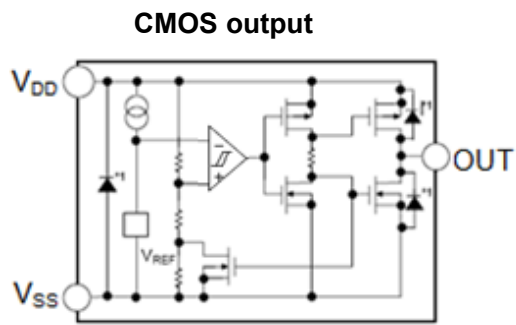 CMOS output
VDD
*1
−
+
*1
OUT
*1
VREF
VSS